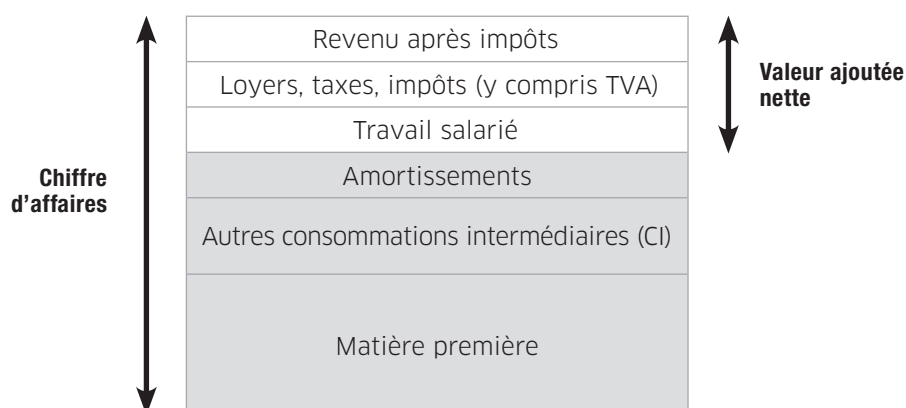 Revenu après impôts
Loyers, taxes, impôts (y compris TVA)
Travail salarié
Amortissements
Autres consommations intermédiaires (CI)
Matière première
Chiffre
d’affaires
Valeur ajoutée
nette